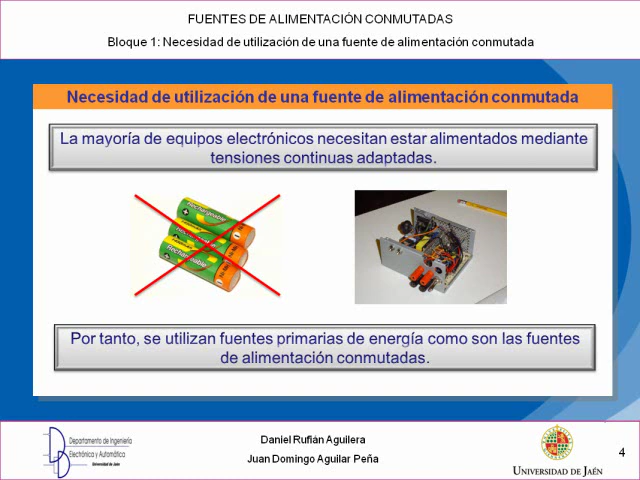 FUENTES DE ALIMENTACIÓN CONMUTADAS
Bloque 1: Necesidad de utilización de una fuente de alimentación conmutada
Necesidad de utilización de una fuente de alimentación conmutada
La mayoría de equipos electrónicos necesitan estar alimentados mediante
tensiones continuas adaptadas.
Rechargeable
Rechargeable
Rechargeable
Por tanto, se utilizan fuentes primarias de energía como son las fuentes
de alimentación conmutadas.
Departamento de Ingeniería
Electrónica y Automática
Universidad de Jaén
Daniel Rufián Aguilera
Juan Domingo Aguilar Peña
UNIVERSIDAD DE JAÉN
4